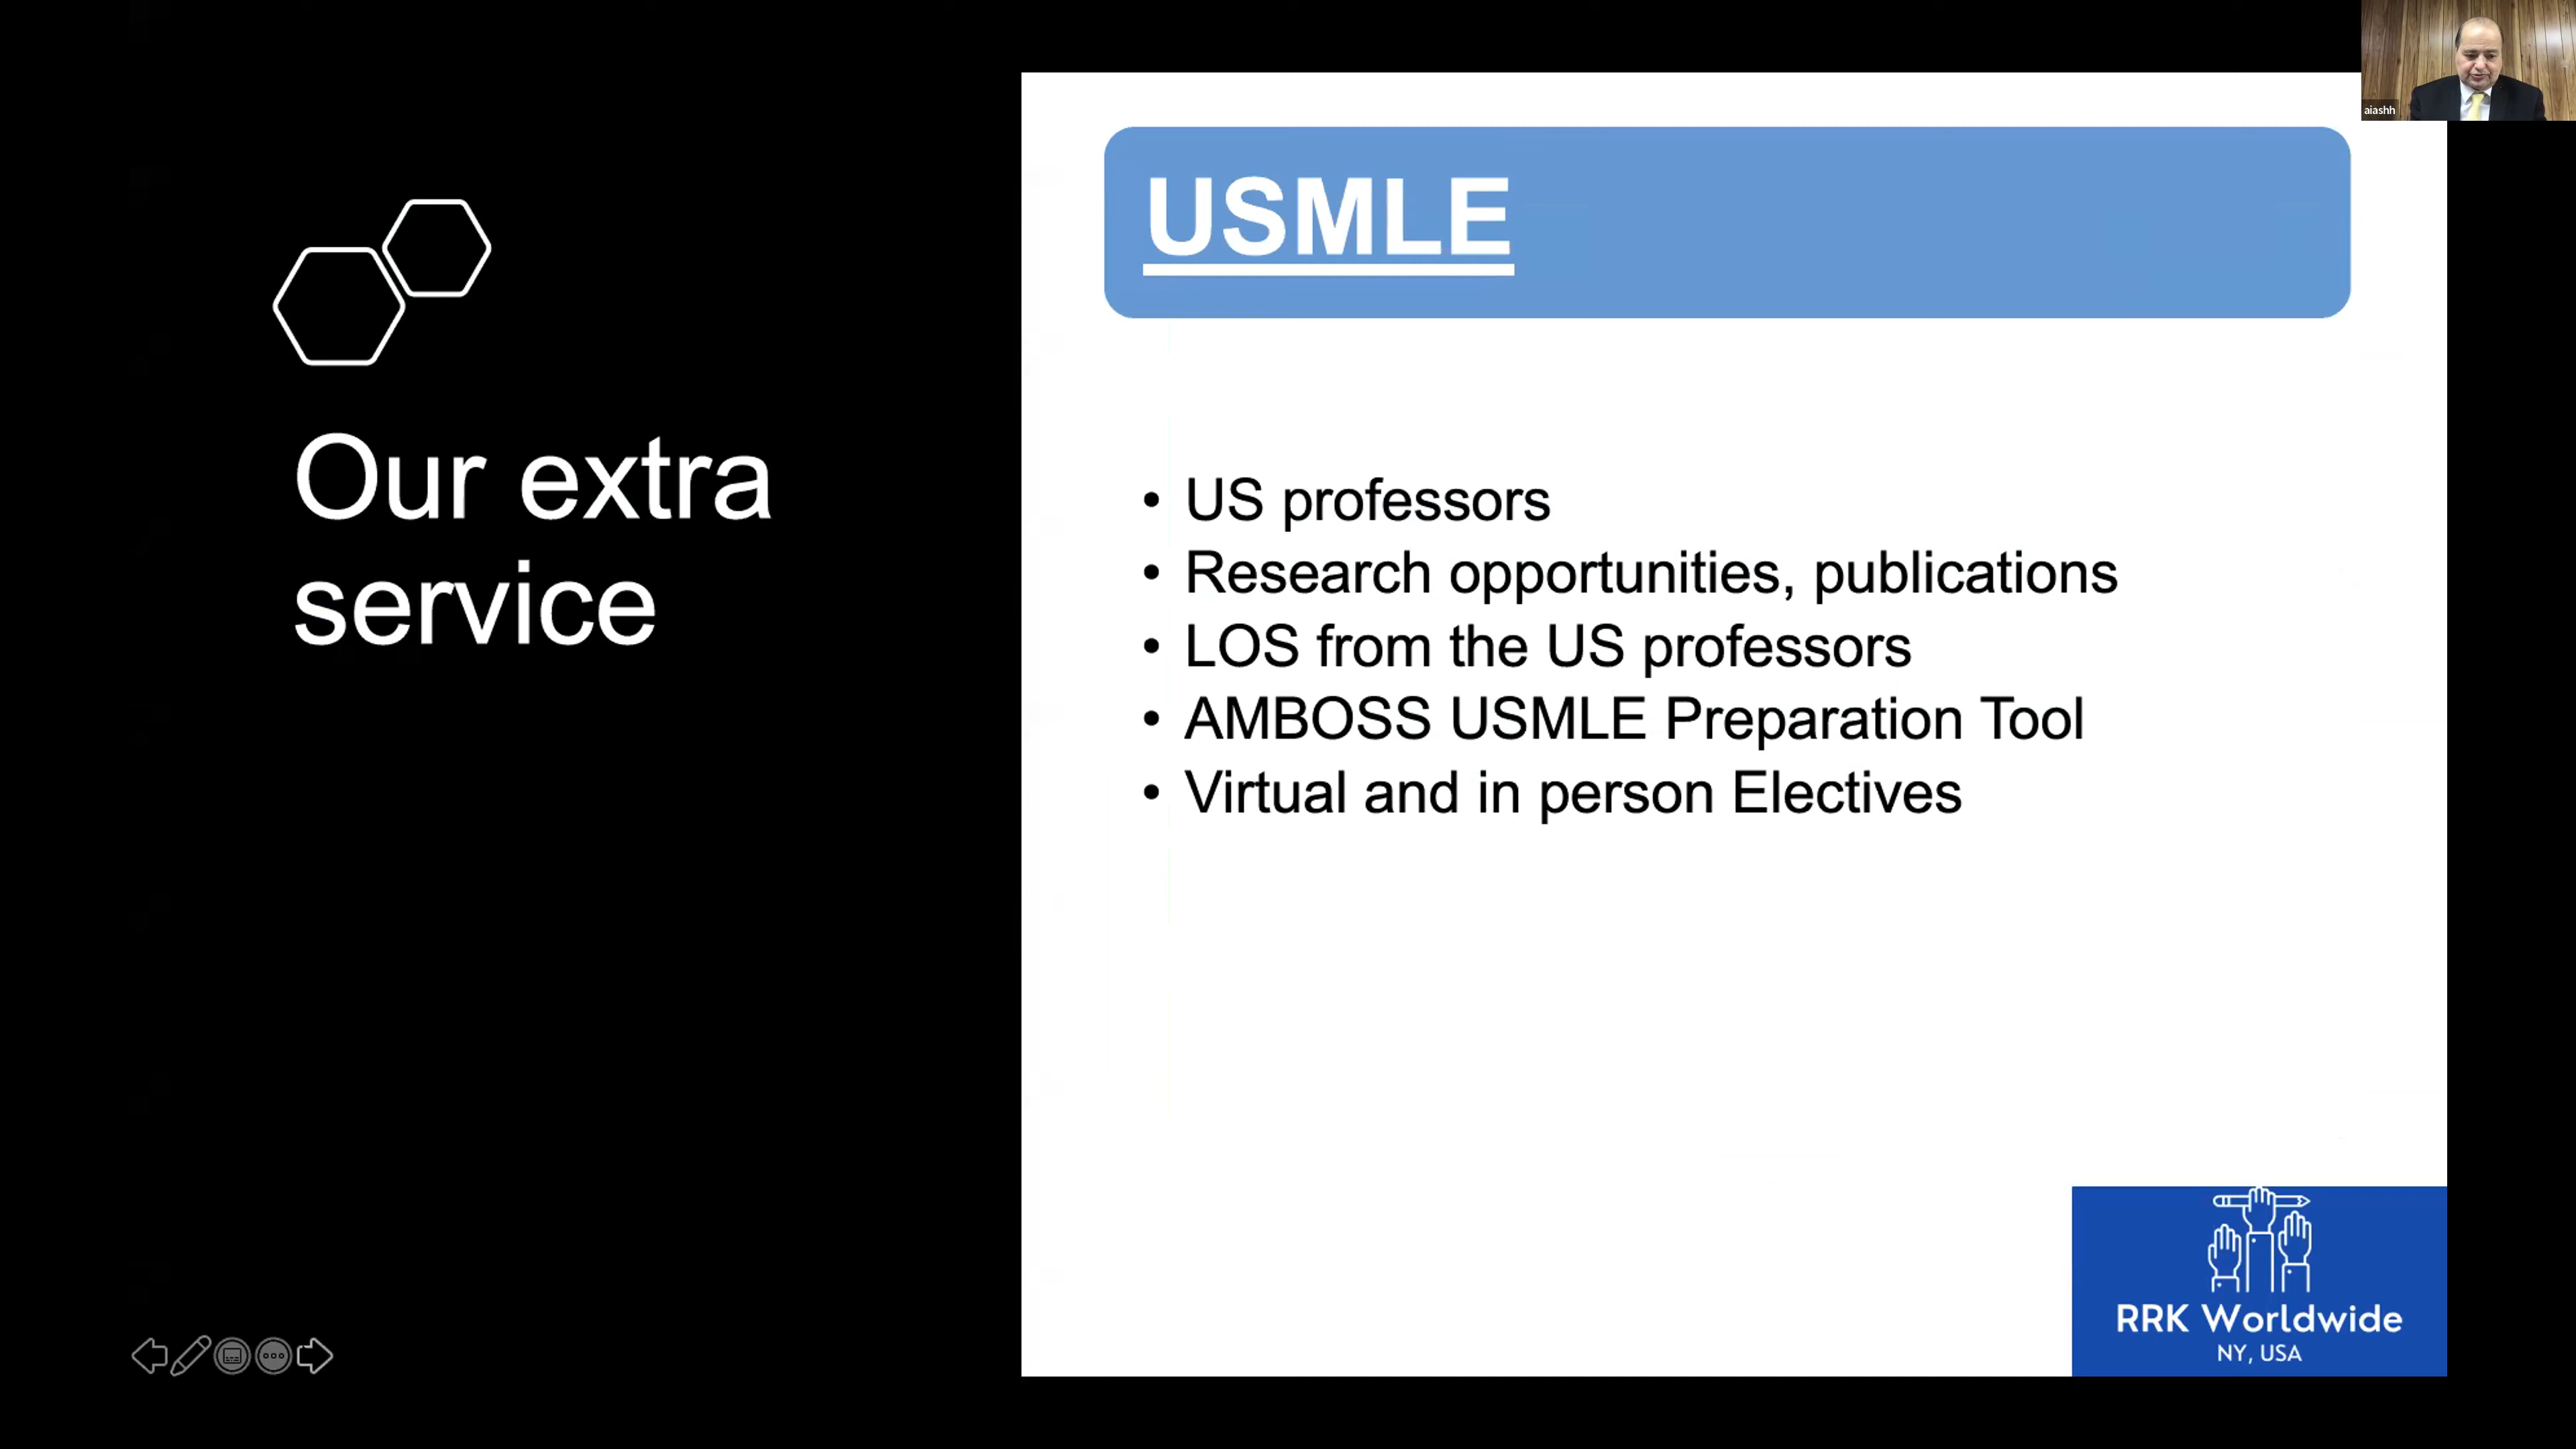 aiashh
Our extra
service
USMLE
• US professors
• Research opportunities, publications
• LOS from the US professors
• AMBOSS USMLE Preparation Tool
• Virtual and in person Electives
RRK Worldwide
NY, USA